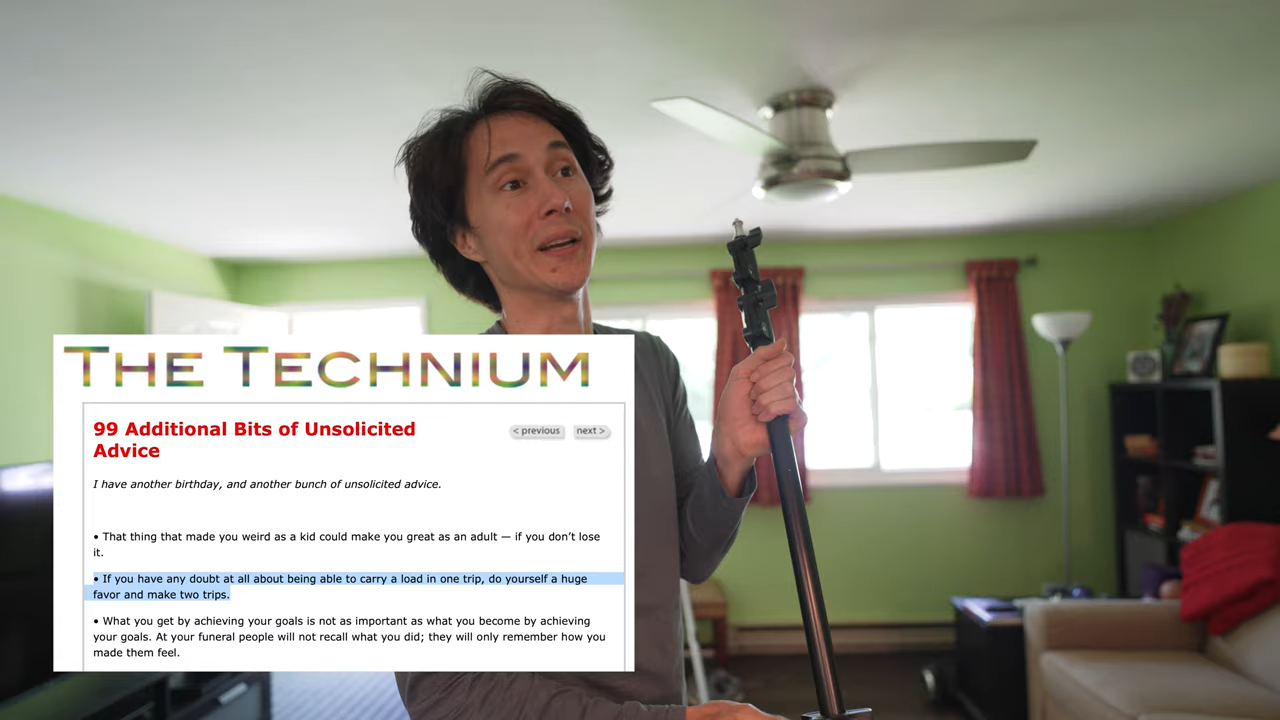 THE TECHNIUM
99 Additional Bits of Unsolicited
Advice
< previous
next >
I have another birthday, and another bunch of unsolicited advice.
• That thing that made you weird as a kid could make you great as an adult — if you don’t lose
it.
• If you have any doubt at all about being able to carry a load in one trip, do yourself a huge
favor and make two trips.
• What you get by achieving your goals is not as important as what you become by achieving
your goals. At your funeral people will not recall what you did; they will only remember how you
made them feel.